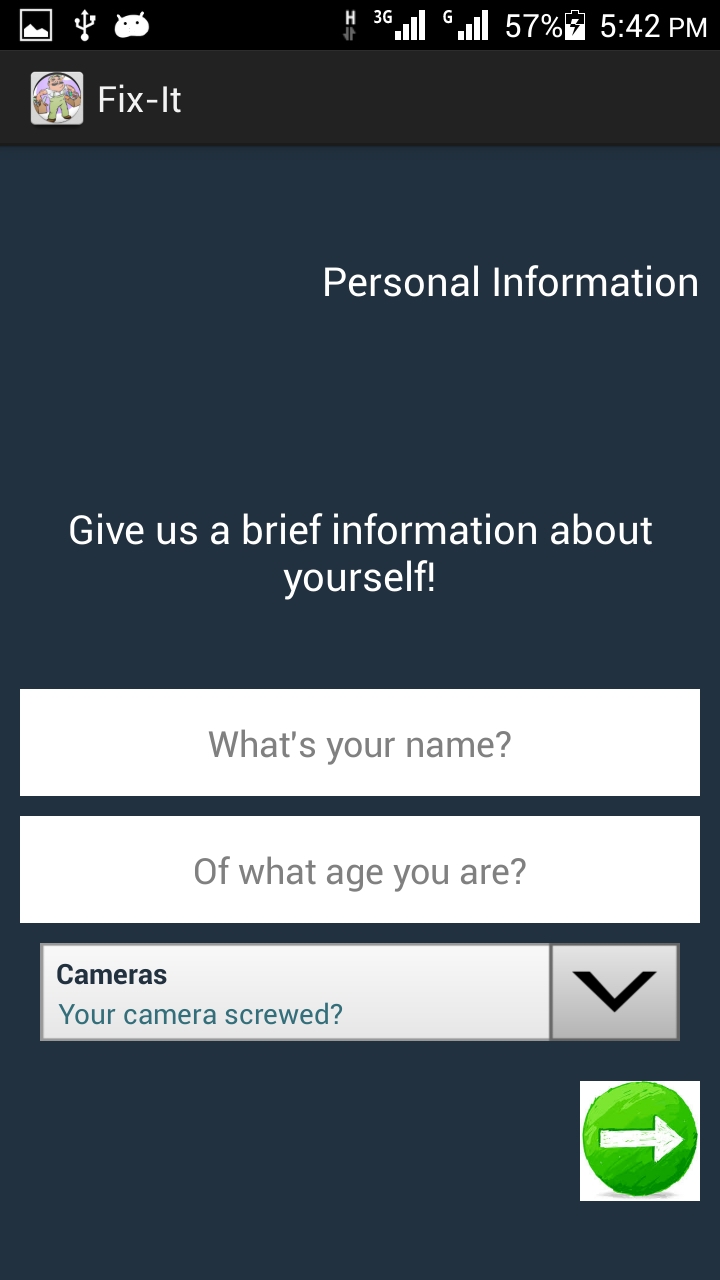 H 3G G 57% 5:42 PM
Fix-It
Personal Information
Give us a brief information about
yourself!
What's your name?
Of what age you are?
Cameras
Your camera screwed?